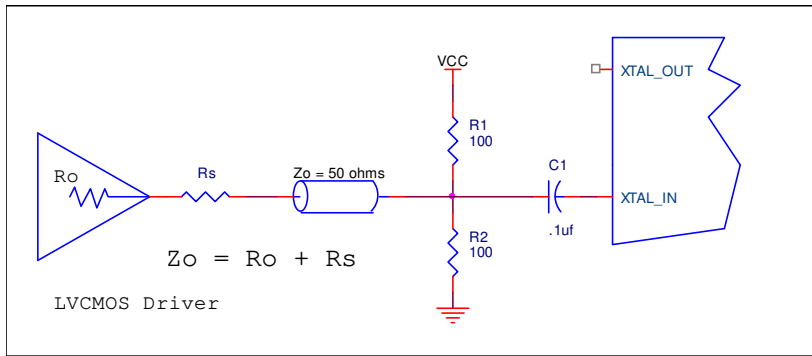 VCC
XTAL_OUT
R1
100
C1
Ro
Rs
Zo = 50 ohms
XTAL_IN
.1uf
R2
100
Zo = Ro + Rs
LVCMOS Driver